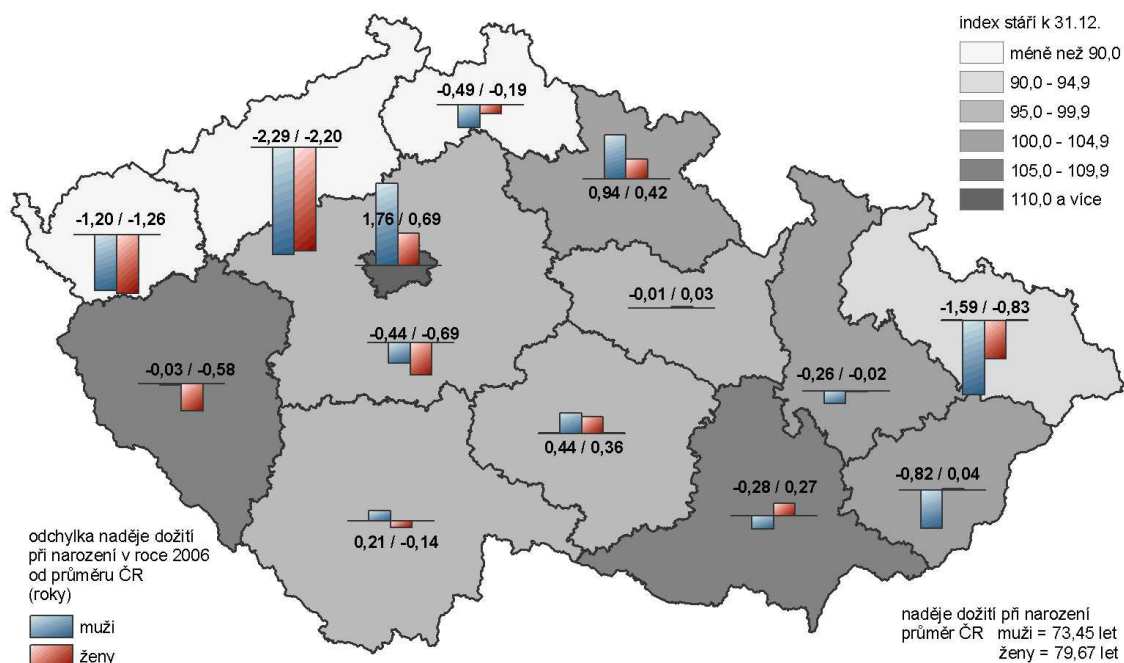 index stáří k 31.12.
méně než 90,0
90,0 - 94,9
95,0 - 99,9
100,0 - 104,9
105,0 - 109,9
110,0 a více
-0,49 / -0,19
-2,29 / -2,20
0,94 / 0,42
-1,20 / -1,26
1,76 / 0,69
-0,01 / 0,03
-1,59 / -0,83
-0,44 / -0,69
-0,03 / -0,58
-0,26 / -0,02
0,44 / 0,36
-0,82 / 0,04
-0,28 / 0,27
0,21 / -0,14
odchylka naděje dožití
při narození v roce 2006
od průměru ČR
(roky)
muži
ženy
naděje dožití při narození
průměr ČR muži = 73,45 let
ženy = 79,67 let